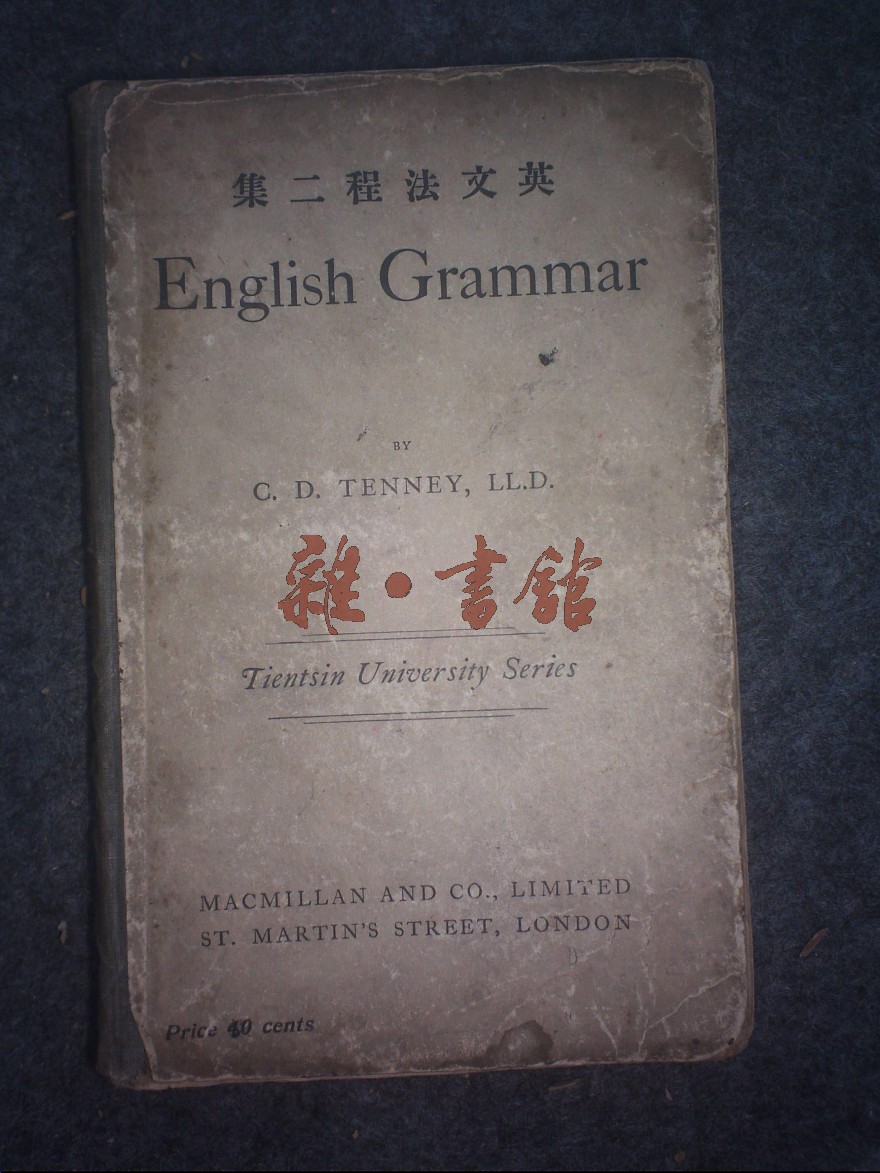 英文法程二集
English Grammar
BY
C. D. TENNEY, LL.D.
雜・書館
Tientsin University Series
MACMILLAN AND CO., LIMITED
ST. MARTIN'S STREET, LONDON
Price 40 cents